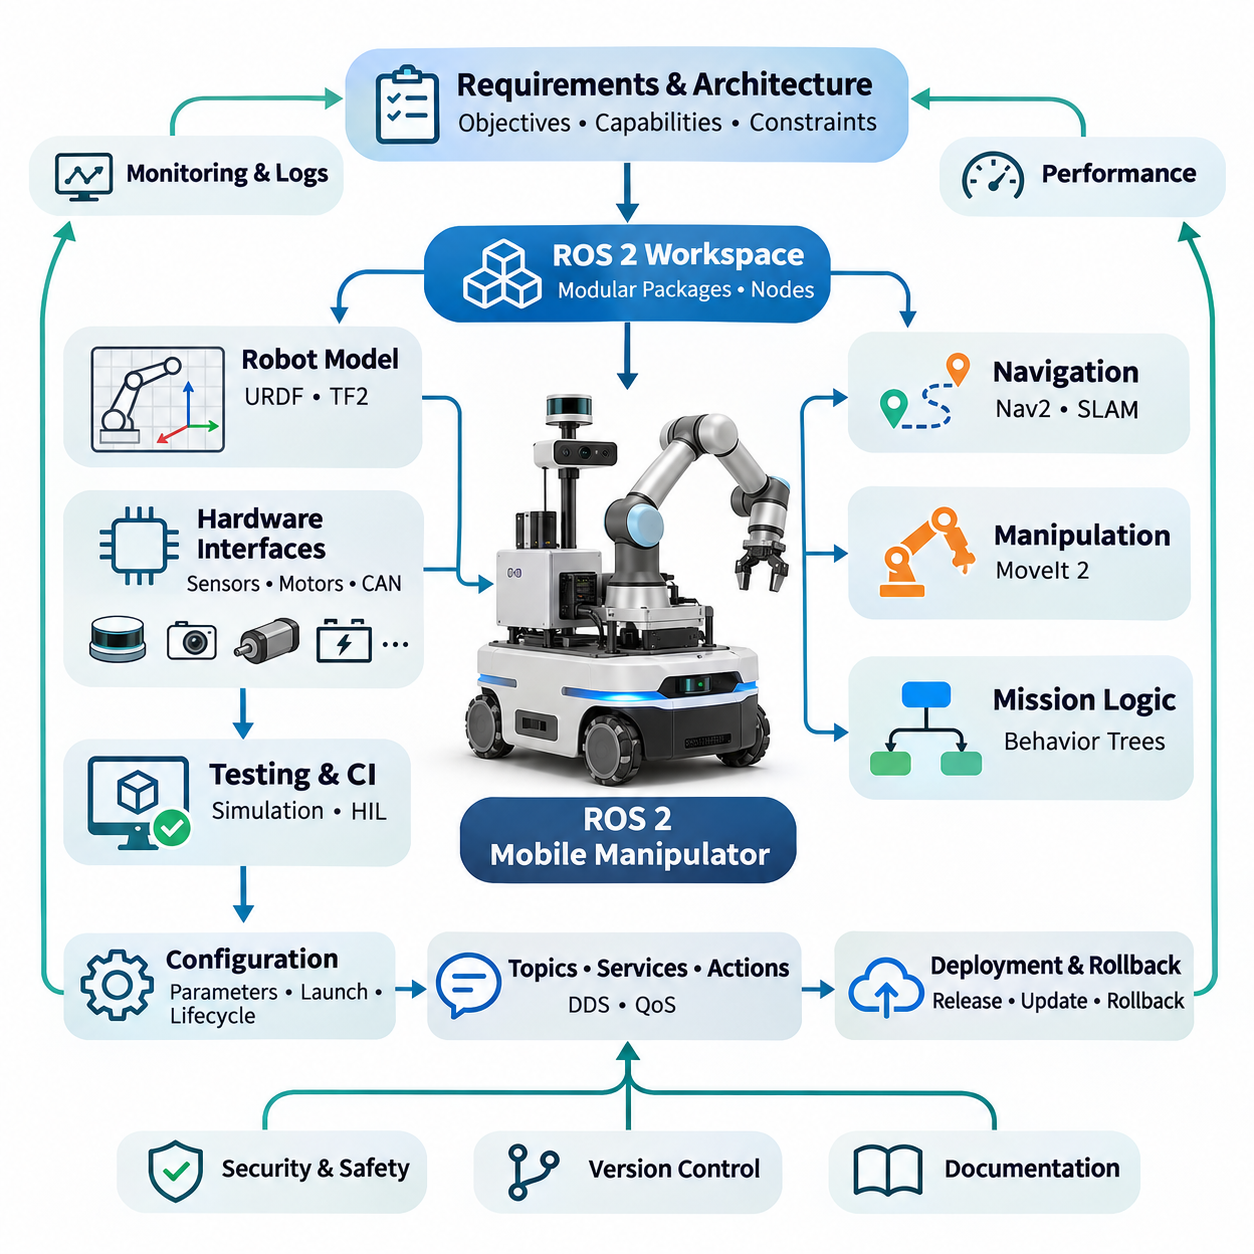 Requirements & Architecture
Objectives • Capabilities • Constraints
Monitoring & Logs
Performance
ROS 2 Workspace
Modular Packages • Nodes
Robot Model
URDF • TF2
Navigation
Nav2 • SLAM
Hardware
Interfaces
Sensors • Motors • CAN
...
Manipulation
MoveIt 2
Mission Logic
Behavior Trees
Testing & CI
Simulation • HIL
ROS 2
Mobile Manipulator
Configuration
Parameters • Launch •
Lifecycle
Topics • Services • Actions
DDS • QoS
Deployment & Rollback
Release • Update • Rollback
Security & Safety
Version Control
Documentation